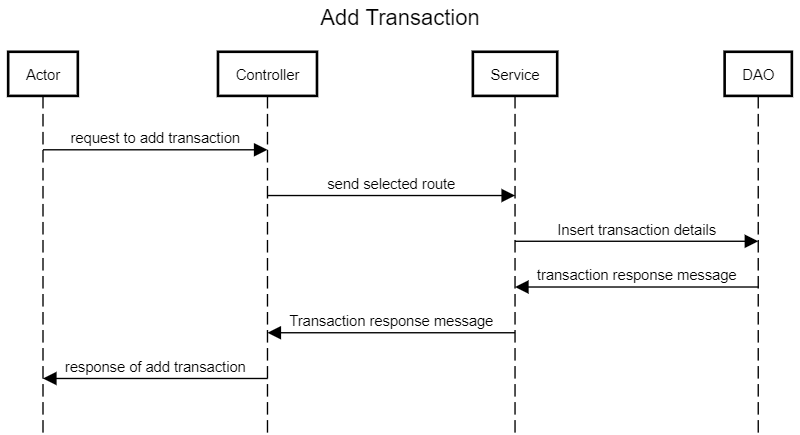 Add Transaction
Actor
Controller
Service
DAO
request to add transaction
send selected route
Insert transaction details
transaction response message
Transaction response message
response of add transaction